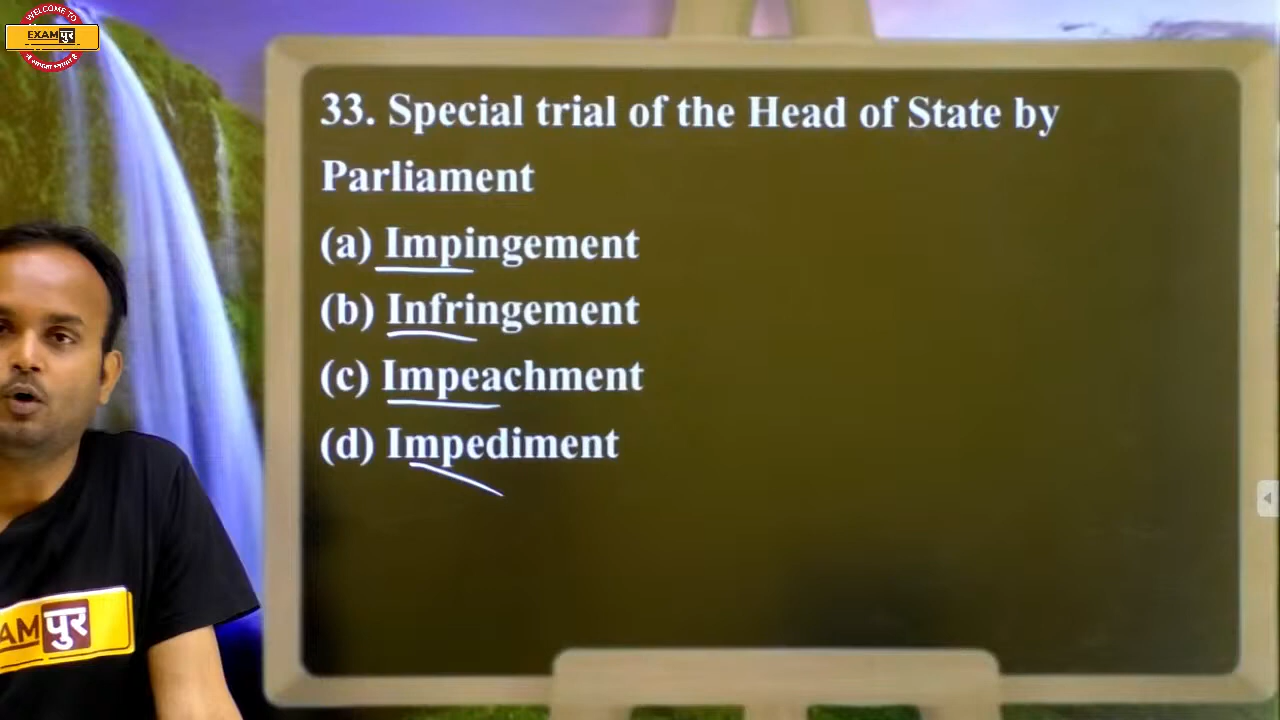 WELCOME TO
EXAMपुर
33. Special trial of the Head of State by
Parliament
(a) Impingement
(b) Infringement
(c) Impeachment
(d) Impediment
AMपुर